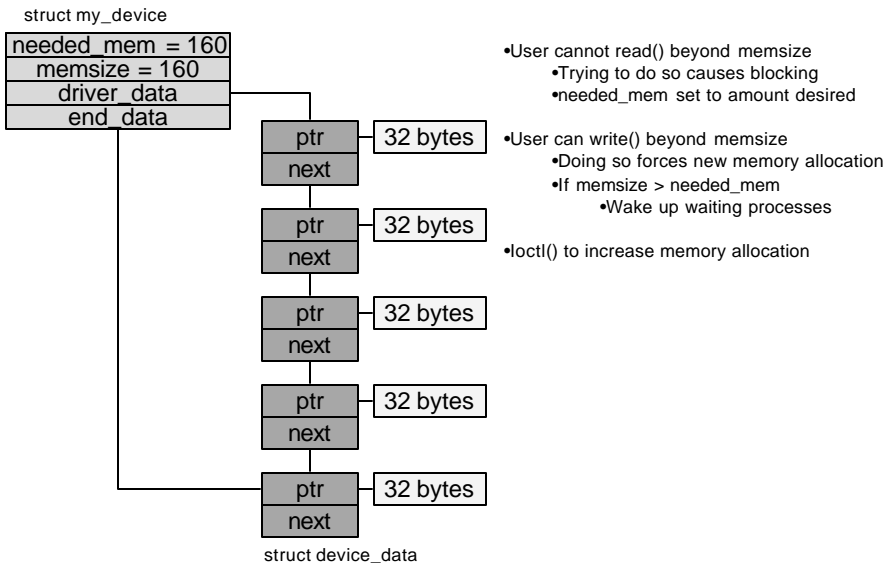 struct my_device
needed_mem = 160
memsize = 160
driver_data
end_data
ptr
32 bytes
next
ptr
32 bytes
next
ptr
32 bytes
next
ptr
32 bytes
next
ptr
32 bytes
next
struct device_data
•User cannot read() beyond memsize
•Trying to do so causes blocking
•needed_mem set to amount desired
•User can write() beyond memsize
•Doing so forces new memory allocation
•If memsize > needed_mem
•Wake up waiting processes
•Ioctl() to increase memory allocation